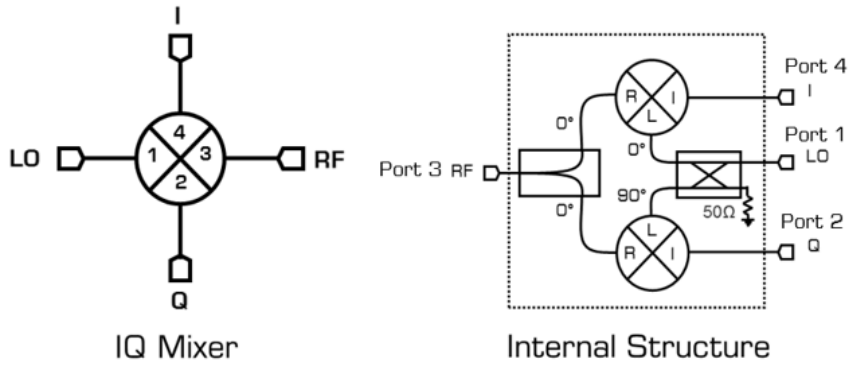 I
LO
1
4
3
2
RF
Q
IQ Mixer
Port 4
I
Port 1
LO
Port 3 RF
0°
0°
R
I
L
0°
90°
50Ω
L
R
I
Port 2
Q
Internal Structure